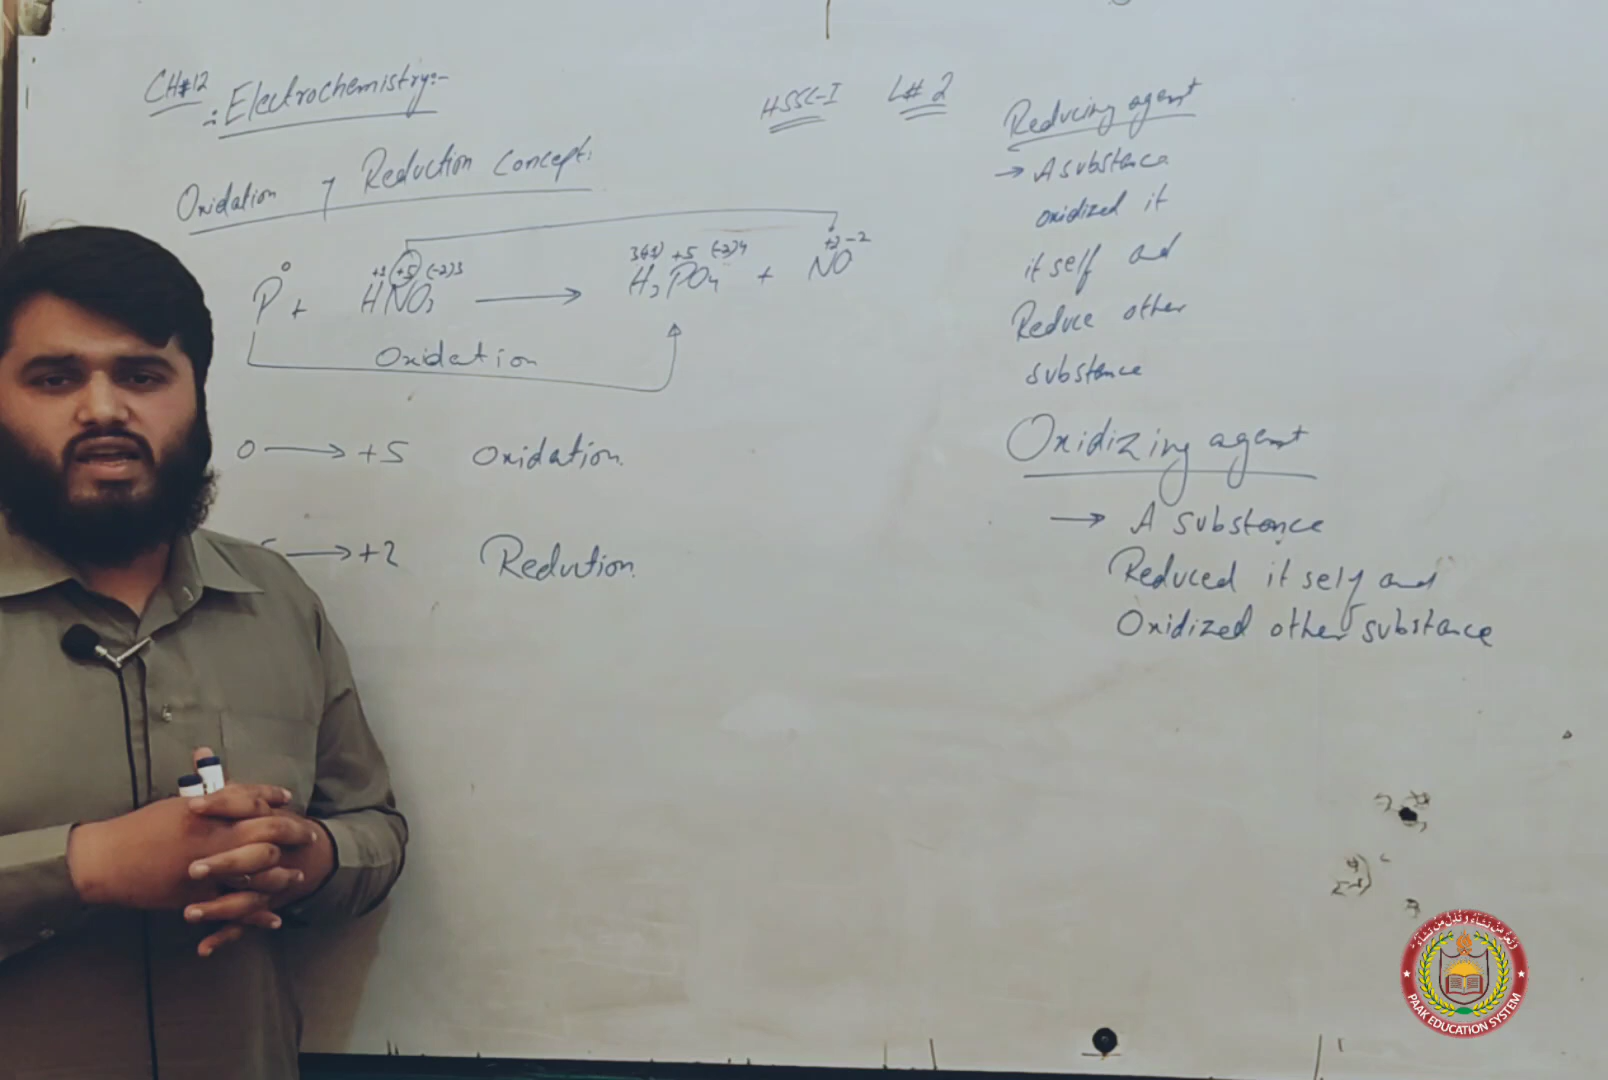 CH#12
:Electrochemistry:-
HSSC-I L# 2
Oxidation & Reduction Concept:
0 +1 +5 (-2)3 3(+1) +5 (-2)4 +2 -2
P + HNO3 → H3PO4 + NO
Oxidation
0 → +5 Oxidation.
→ +2 Redution.
Reducing agent
→ A substance
oxidized it
it self and
Reduce other
substance
Oxidizing agent
→ A substance
Reduced it self and
Oxidized other substance
PAAK EDUCATION SYSTEM